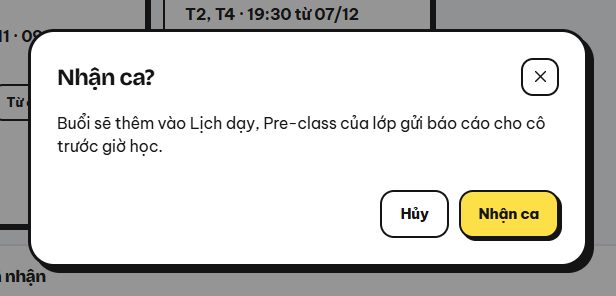 T2, T4 · 19:30 từ 07/12
Nhận ca?
Buổi sẽ thêm vào Lịch dạy, Pre-class của lớp gửi báo cáo cho cô
trước giờ học.
Hủy
Nhận ca
nhận